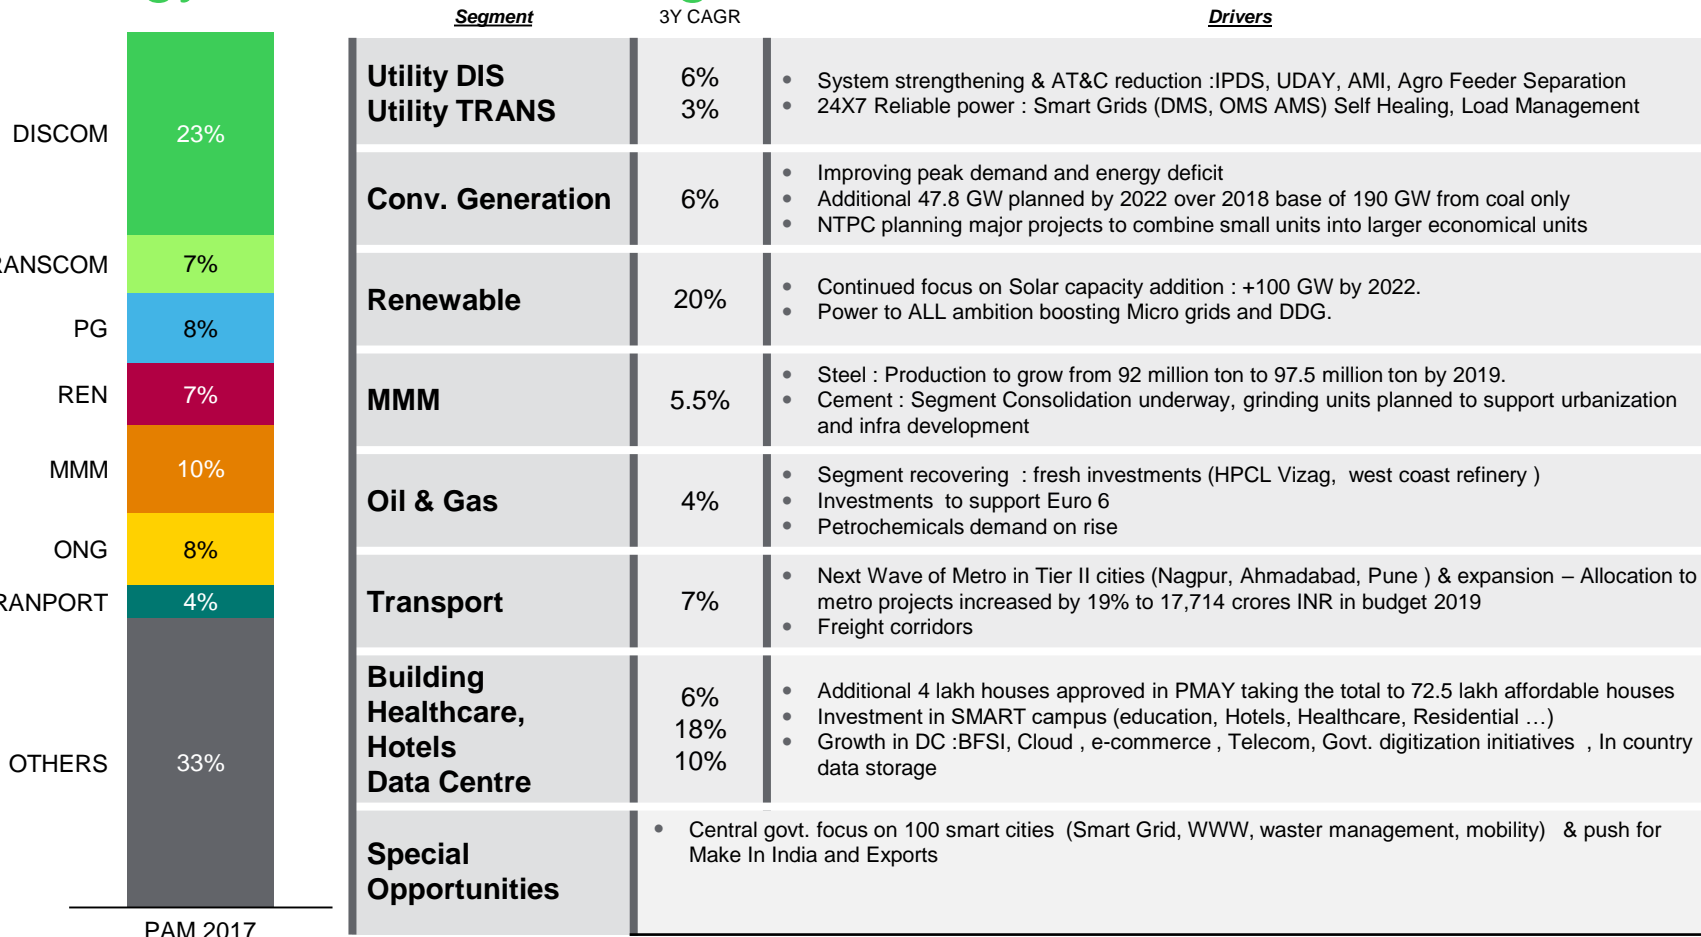 Segment
3Y CAGR
Drivers
DISCOM
23%
RANSCOM
7%
PG
8%
REN
7%
MMM
10%
ONG
8%
RANPORT
4%
OTHERS
33%
PAM 2017
Utility DIS
Utility TRANS
6%
3%
• System strengthening & AT&C reduction :IPDS, UDAY, AMI, Agro Feeder Separation
• 24X7 Reliable power : Smart Grids (DMS, OMS AMS) Self Healing, Load Management
Conv. Generation
6%
• Improving peak demand and energy deficit
• Additional 47.8 GW planned by 2022 over 2018 base of 190 GW from coal only
• NTPC planning major projects to combine small units into larger economical units
Renewable
20%
• Continued focus on Solar capacity addition : +100 GW by 2022.
• Power to ALL ambition boosting Micro grids and DDG.
MMM
5.5%
• Steel : Production to grow from 92 million ton to 97.5 million ton by 2019.
• Cement : Segment Consolidation underway, grinding units planned to support urbanization
and infra development
Oil & Gas
4%
• Segment recovering : fresh investments (HPCL Vizag, west coast refinery )
• Investments to support Euro 6
• Petrochemicals demand on rise
Transport
7%
• Next Wave of Metro in Tier II cities (Nagpur, Ahmadabad, Pune ) & expansion – Allocation to
metro projects increased by 19% to 17,714 crores INR in budget 2019
• Freight corridors
Building
Healthcare,
Hotels
Data Centre
6%
18%
10%
• Additional 4 lakh houses approved in PMAY taking the total to 72.5 lakh affordable houses
• Investment in SMART campus (education, Hotels, Healthcare, Residential …)
• Growth in DC :BFSI, Cloud , e-commerce , Telecom, Govt. digitization initiatives , In country
data storage
Special
Opportunities
• Central govt. focus on 100 smart cities (Smart Grid, WWW, waster management, mobility) & push for
Make In India and Exports